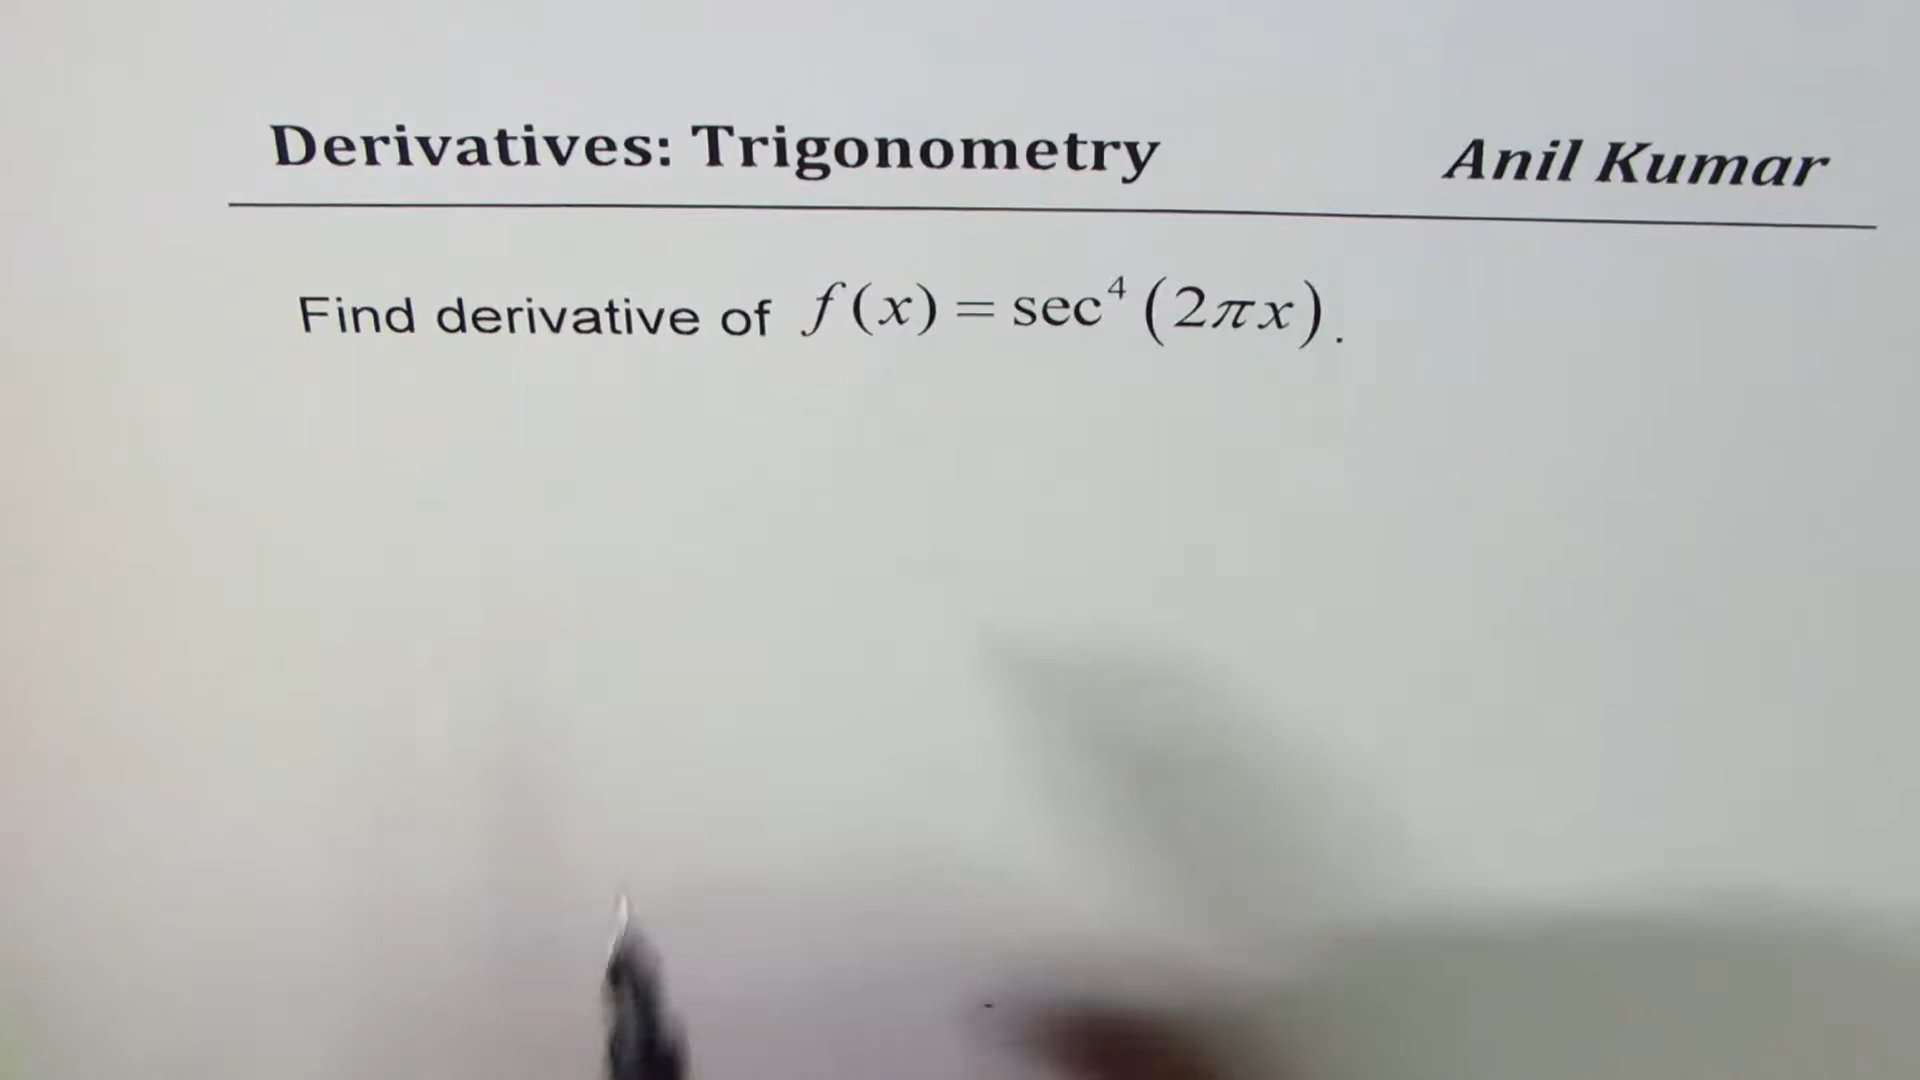 Derivatives: Trigonometry Anil Kumar
Find derivative of f(x) = sec⁴(2πx).